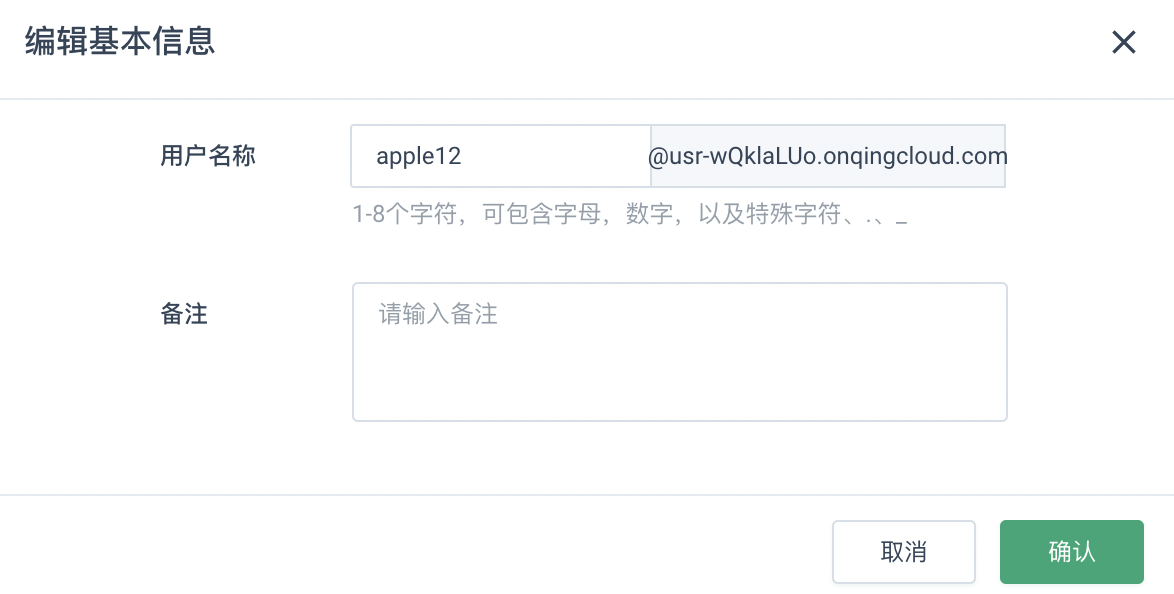 编辑基本信息
用户名称
apple12
@usr-wQklaLUo.onqingcloud.com
1-8个字符，可包含字母，数字，以及特殊字符、.、_
备注
请输入备注
取消
确认